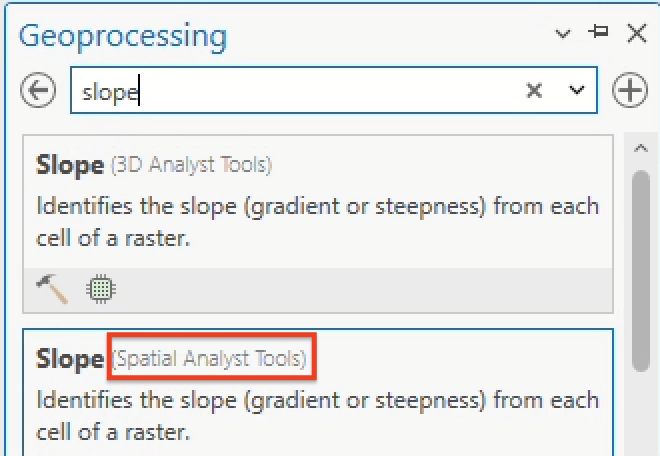 Geoprocessing
slope
Slope (3D Analyst Tools)
Identifies the slope (gradient or steepness) from each
cell of a raster.
Slope (Spatial Analyst Tools)
Identifies the slope (gradient or steepness) from each
cell of a raster.